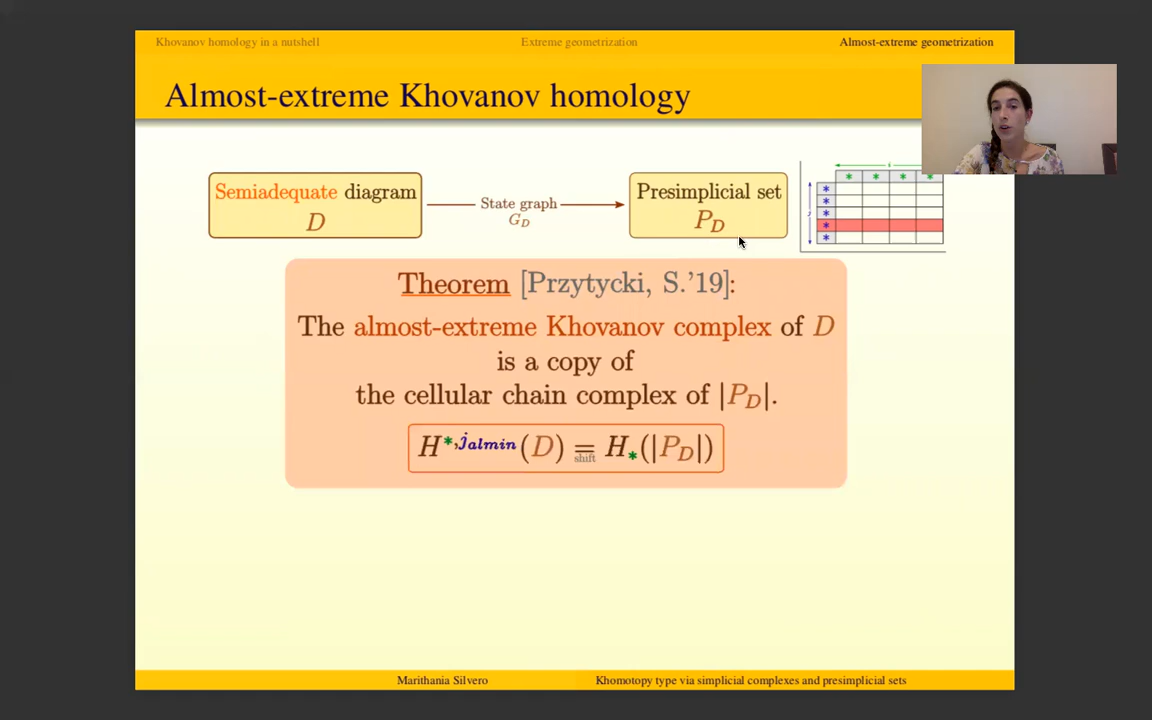 Khovanov homology in a nutshell
Extreme geometrization
Almost-extreme geometrization
Almost-extreme Khovanov homology
Semiadequate diagram
D
State graph
G_D
Presimplicial set
P_D
i
* * * *
j
*
*
*
*
*
Theorem [Przytycki, S.'19]:
The almost-extreme Khovanov complex of D
is a copy of
the cellular chain complex of |P_D|.
H^{*,j_{almin}}(D) = H_*(|P_D|)
shift
Marithania Silvero
Khomotopy type via simplicial complexes and presimplicial sets